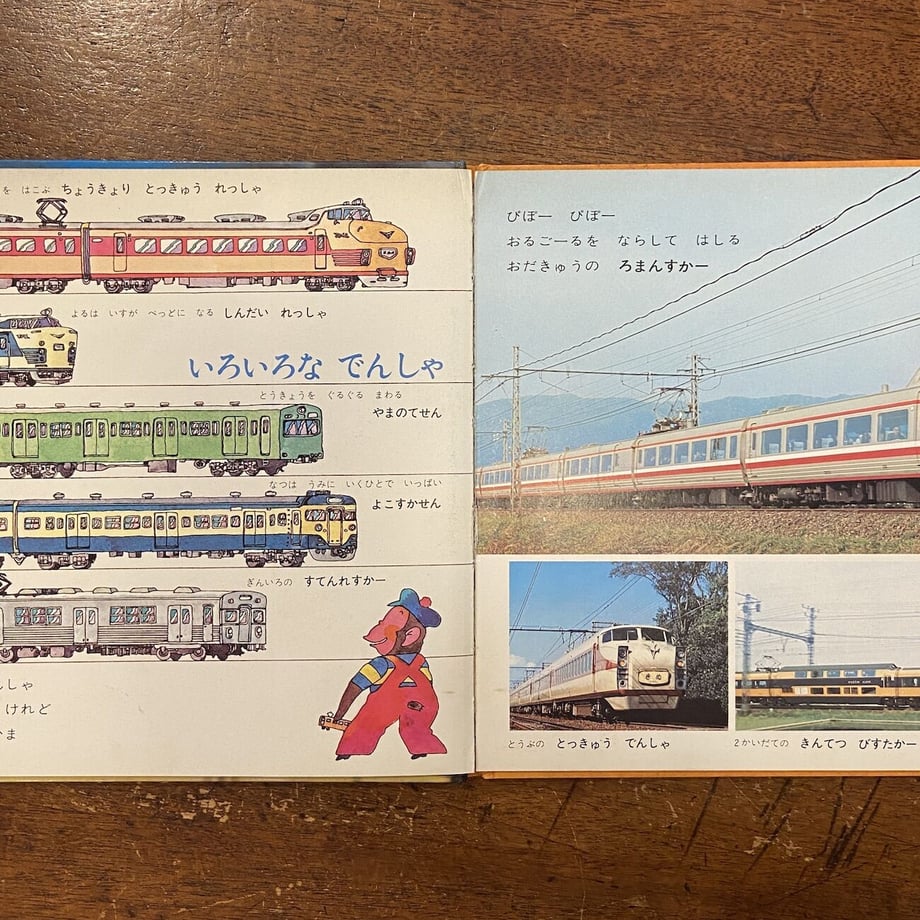 を はこぶ ちょうきょり とっきゅう れっしゃ
よるは いすが べっどに なる しんだい れっしゃ
いろいろな でんしゃ
とうきょうを ぐるぐる まわる
やまのてせん
なつは うみに いくひとで いっぱい
よこすかせん
ぎんいろの すてんれすかー
しゃ
けれど
ま
ぴぽー ぴぽー
おるごーるを ならして はしる
おだきゅうの ろまんすかー
きぬ
とうぶの とっきゅう でんしゃ
2かいだての きんてつ びすたかー